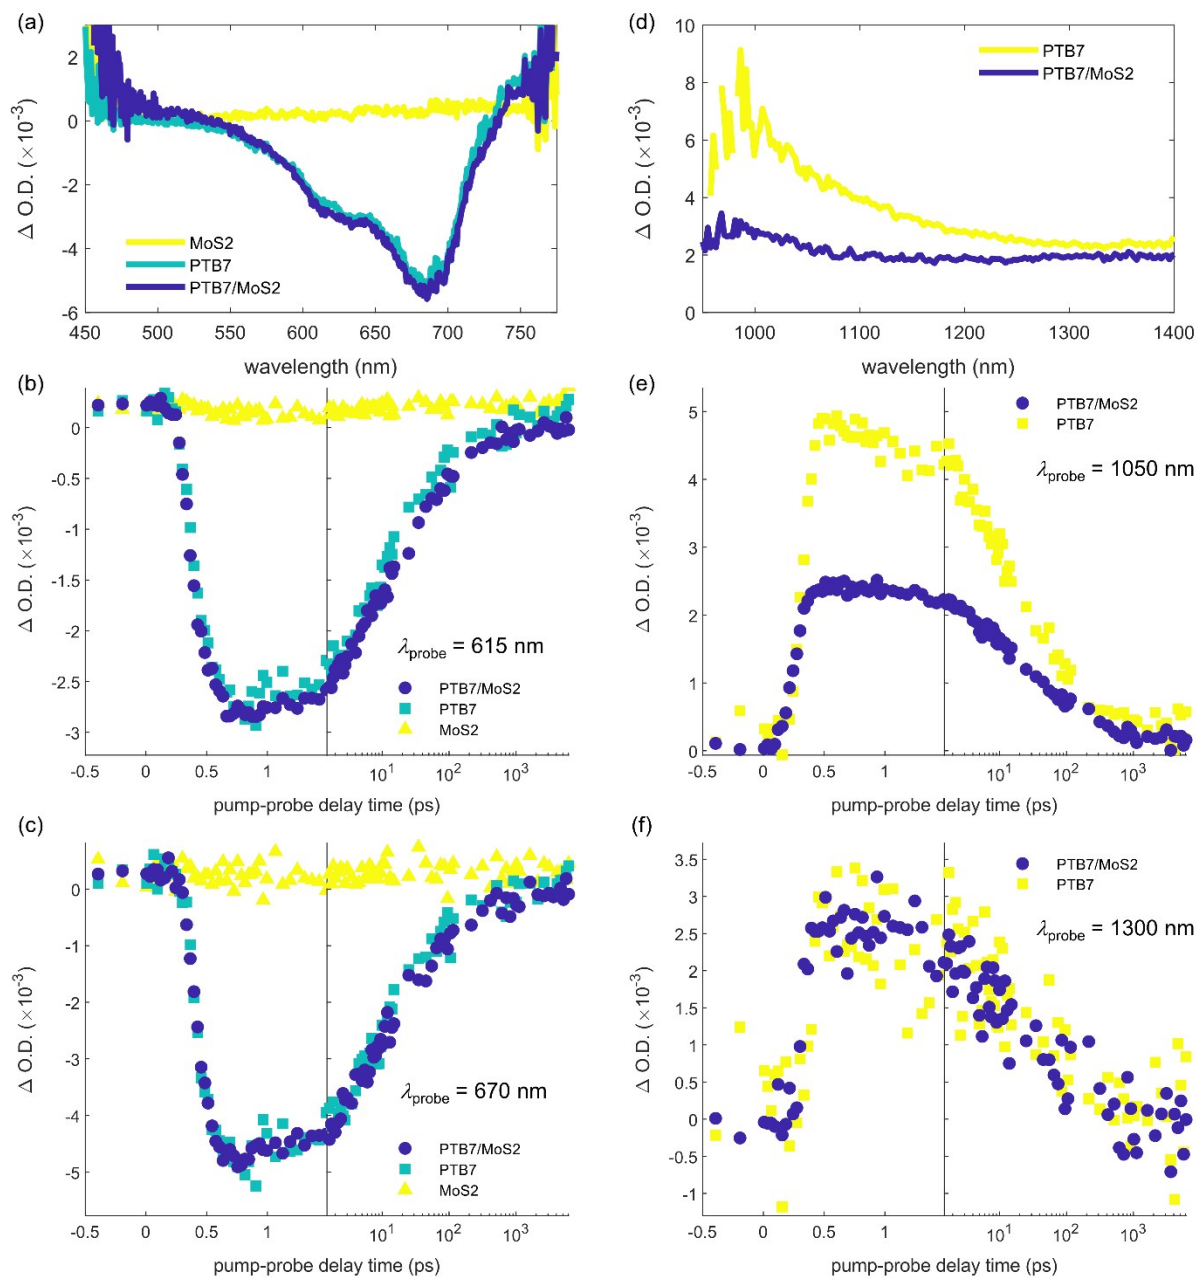 (a)
Δ O.D. (×10⁻³)
2
0
-2
-4
-6
MoS2
PTB7
PTB7/MoS2
450 500 550 600 650 700 750
wavelength (nm)
(d)
Δ O.D. (×10⁻³)
10
8
6
4
2
0
PTB7
PTB7/MoS2
1000 1100 1200 1300 1400
wavelength (nm)
(b)
Δ O.D. (×10⁻³)
0
-0.5
-1
-1.5
-2
-2.5
-3
λprobe = 615 nm
PTB7/MoS2
PTB7
MoS2
-0.5 0 0.5 1 10¹ 10² 10³
pump-probe delay time (ps)
(e)
Δ O.D. (×10⁻³)
5
4
3
2
1
0
PTB7/MoS2
PTB7
λprobe = 1050 nm
-0.5 0 0.5 1 10¹ 10² 10³
pump-probe delay time (ps)
(c)
Δ O.D. (×10⁻³)
0
-1
-2
-3
-4
-5
λprobe = 670 nm
PTB7/MoS2
PTB7
MoS2
-0.5 0 0.5 1 10¹ 10² 10³
pump-probe delay time (ps)
(f)
Δ O.D. (×10⁻³)
3.5
3
2.5
2
1.5
1
0.5
0
-0.5
-1
PTB7/MoS2
PTB7
λprobe = 1300 nm
-0.5 0 0.5 1 10¹ 10² 10³
pump-probe delay time (ps)